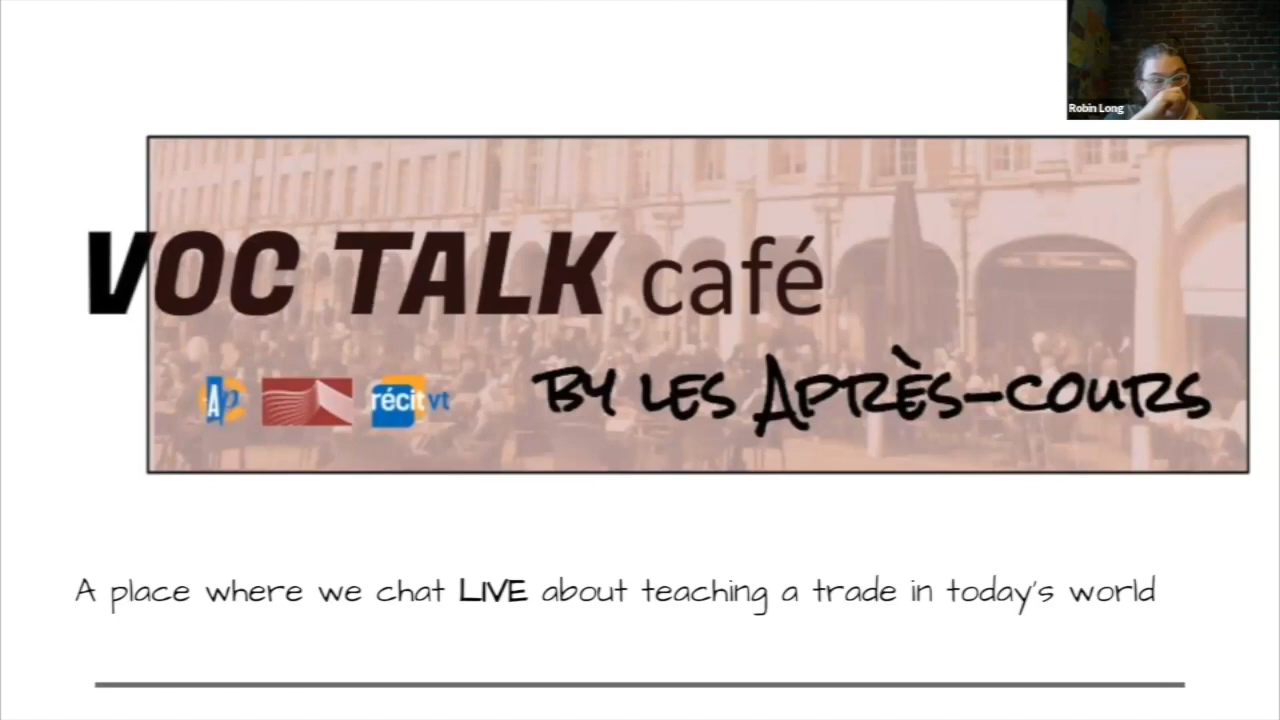 Robin Long
VOC TALK café
BY LES APRÈS-COURS
Ap
récit vt
A place where we chat LIVE about teaching a trade in today's world